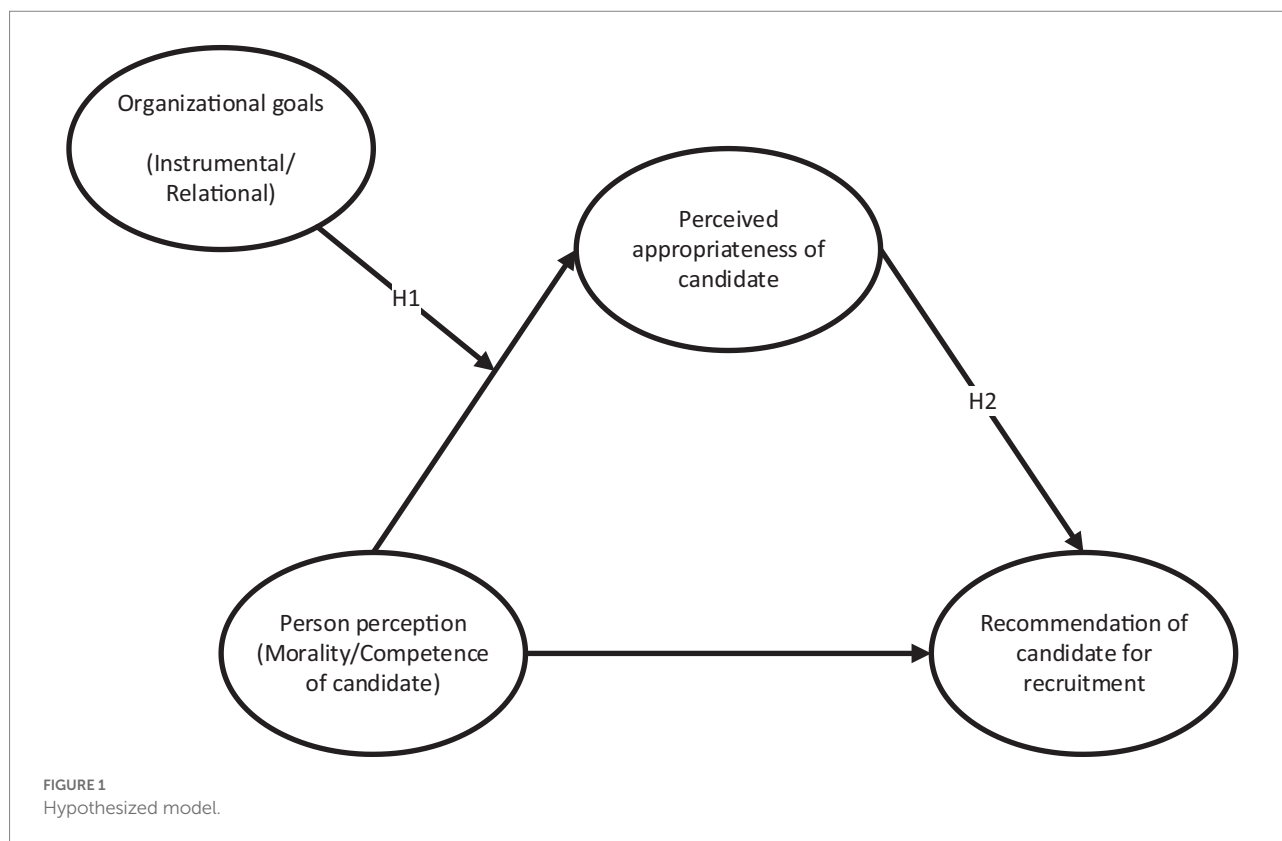 Organizational goals
(Instrumental/
Relational)
H1
Perceived
appropriateness of
candidate
H2
Person perception
(Morality/Competence
of candidate)
Recommendation of
candidate for
recruitment
FIGURE 1
Hypothesized model.